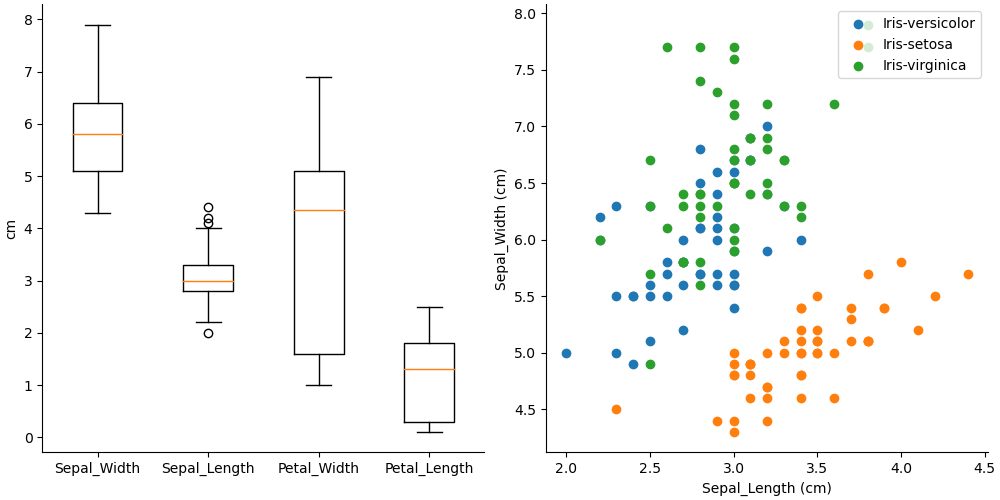 8
7
6
5
4
3
2
1
0
cm
Sepal_Width Sepal_Length Petal_Width Petal_Length
8.0
7.5
7.0
6.5
6.0
5.5
5.0
4.5
Sepal_Width (cm)
Iris-versicolor
Iris-setosa
Iris-virginica
2.0 2.5 3.0 3.5 4.0 4.5
Sepal_Length (cm)